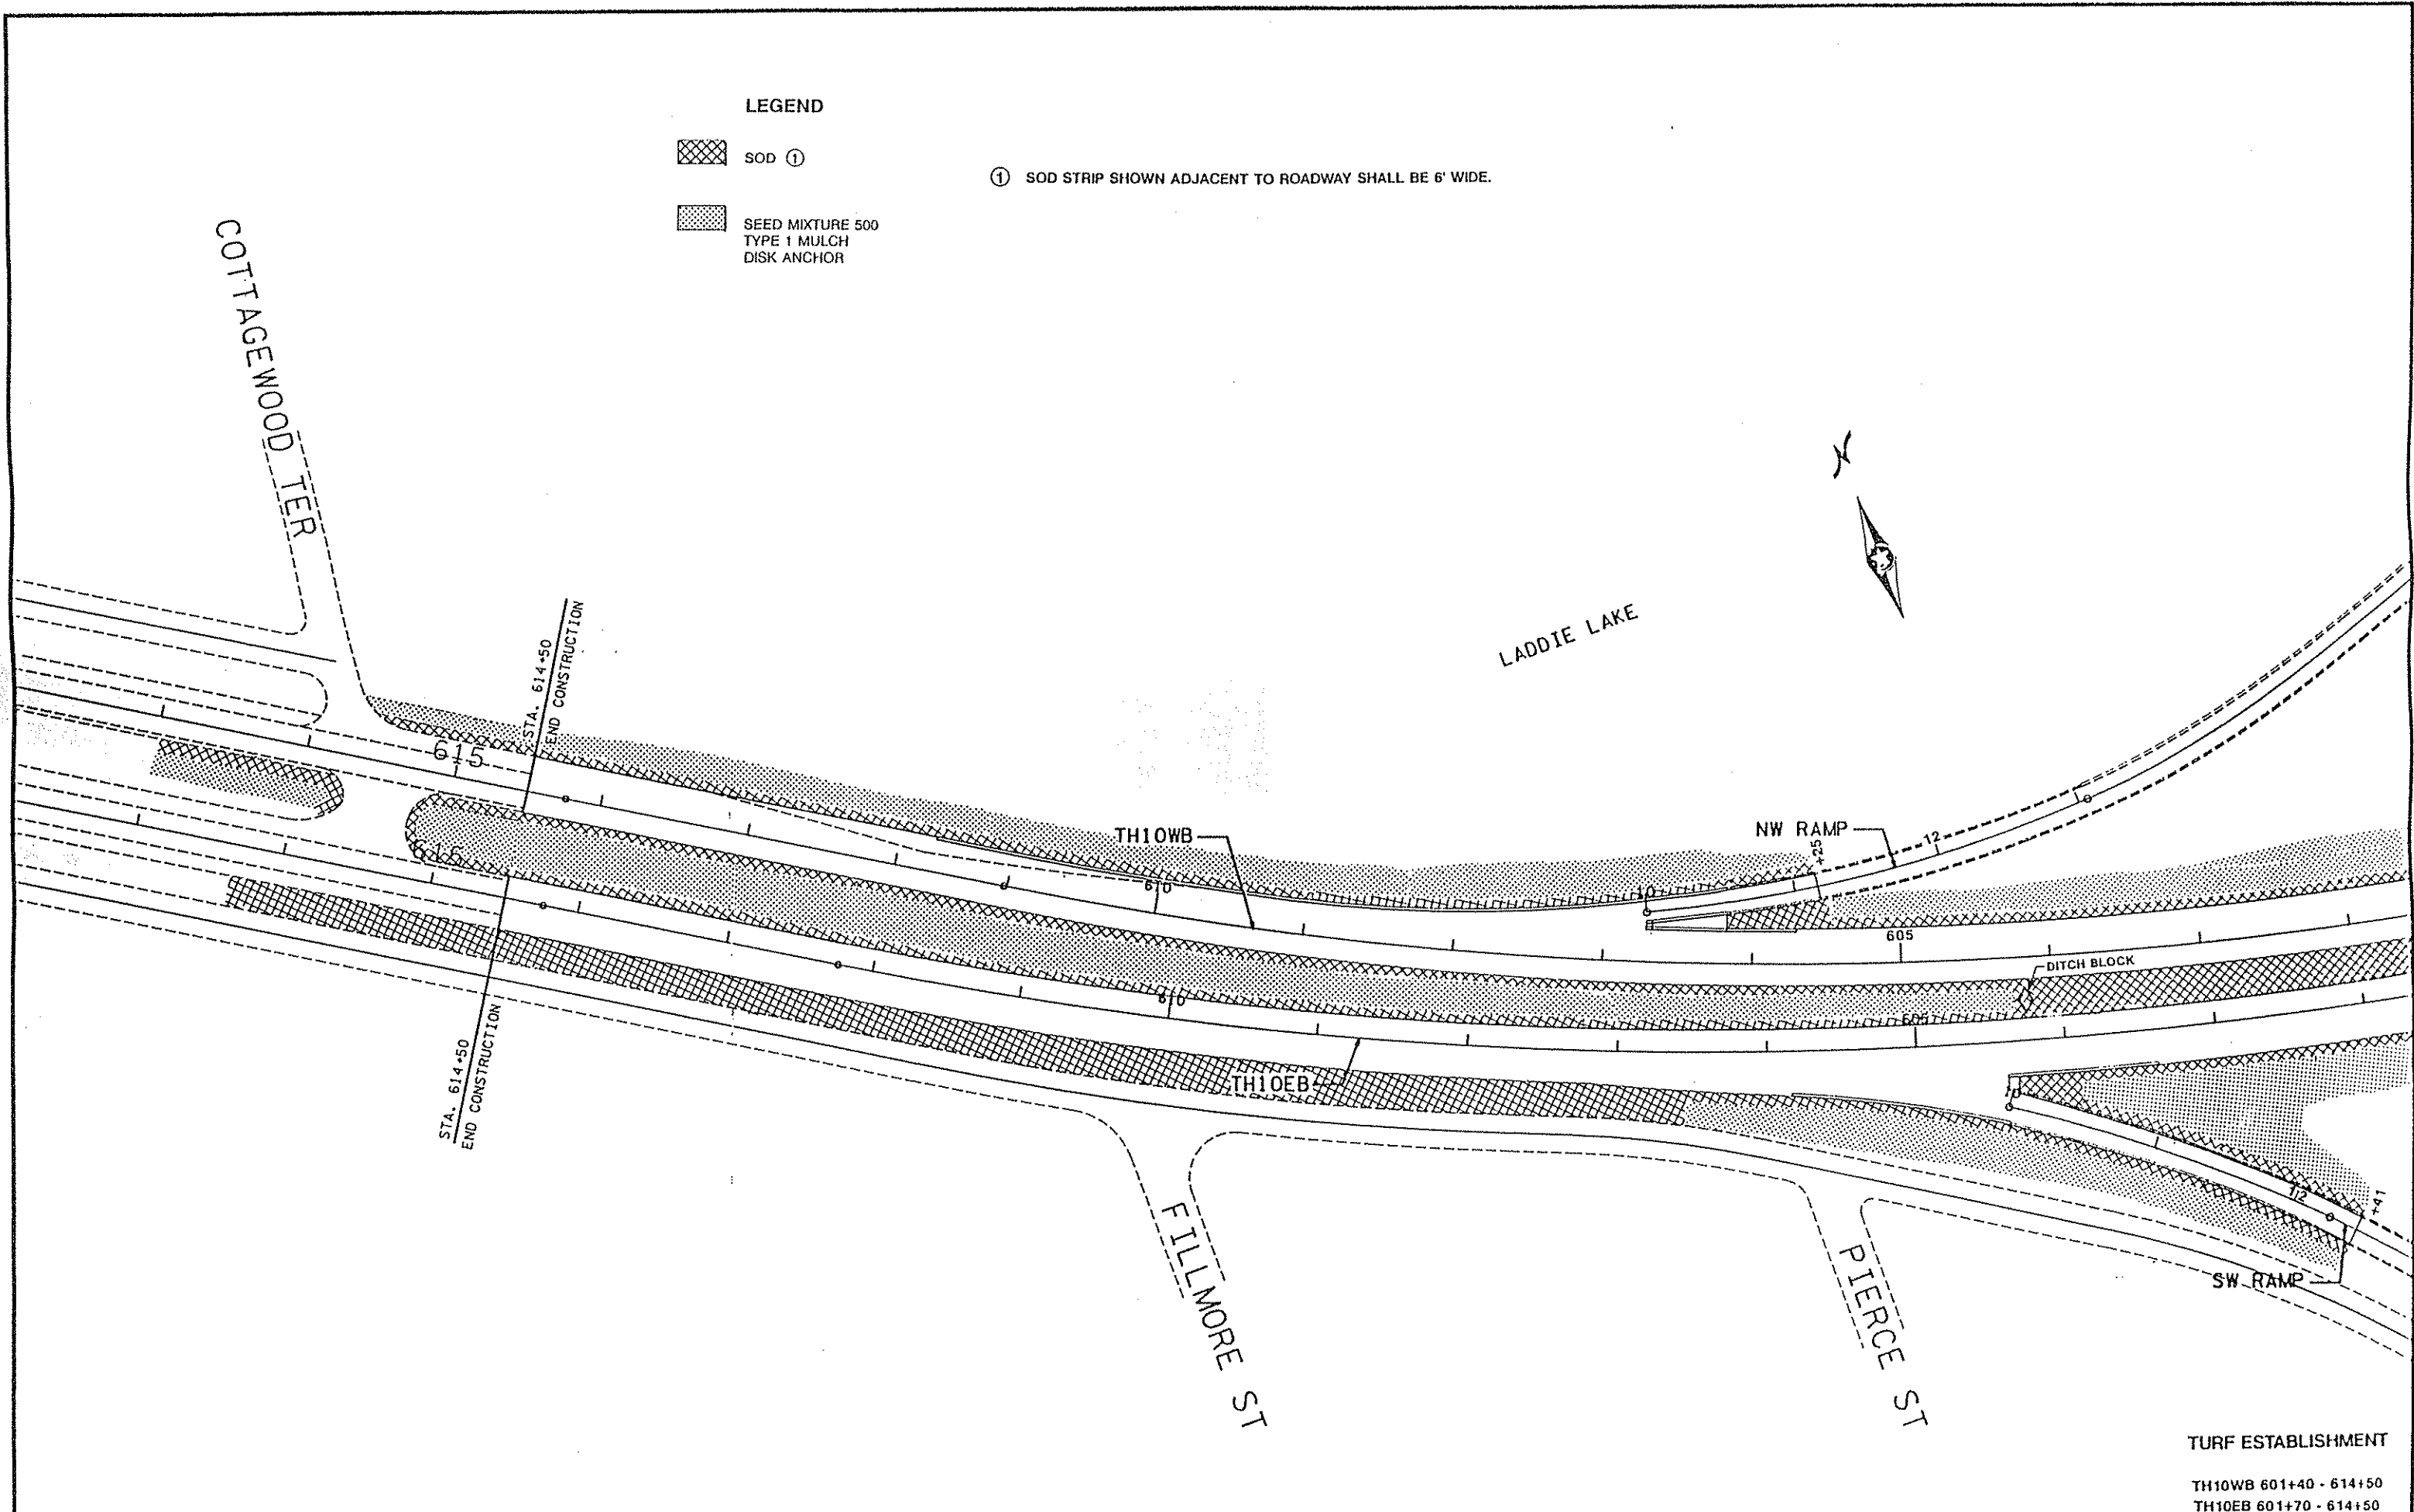 LEGEND
SOD ①
① SOD STRIP SHOWN ADJACENT TO ROADWAY SHALL BE 6' WIDE.
SEED MIXTURE 500
TYPE 1 MULCH
DISK ANCHOR
COTTAGEWOOD TER
N
LADDIE LAKE
STA. 614+50
END CONSTRUCTION
615
TH10WB
NW RAMP
+25
12
10
610
605
DITCH BLOCK
615
610
605
TH10EB
STA. 614+50
END CONSTRUCTION
10
12
+41
SW RAMP
FILLMORE ST
PIERCE ST
TURF ESTABLISHMENT
TH10WB 601+40 - 614+50
TH10EB 601+70 - 614+50